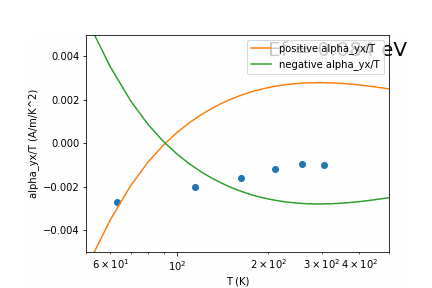 Ef
eV
positive alpha_yx/T
negative alpha_yx/T
0.004
0.002
0.000
−0.002
−0.004
alpha_yx/T (A/m/K^2)
6 × 10¹
10²
2 × 10²
3 × 10²
4 × 10²
T (K)